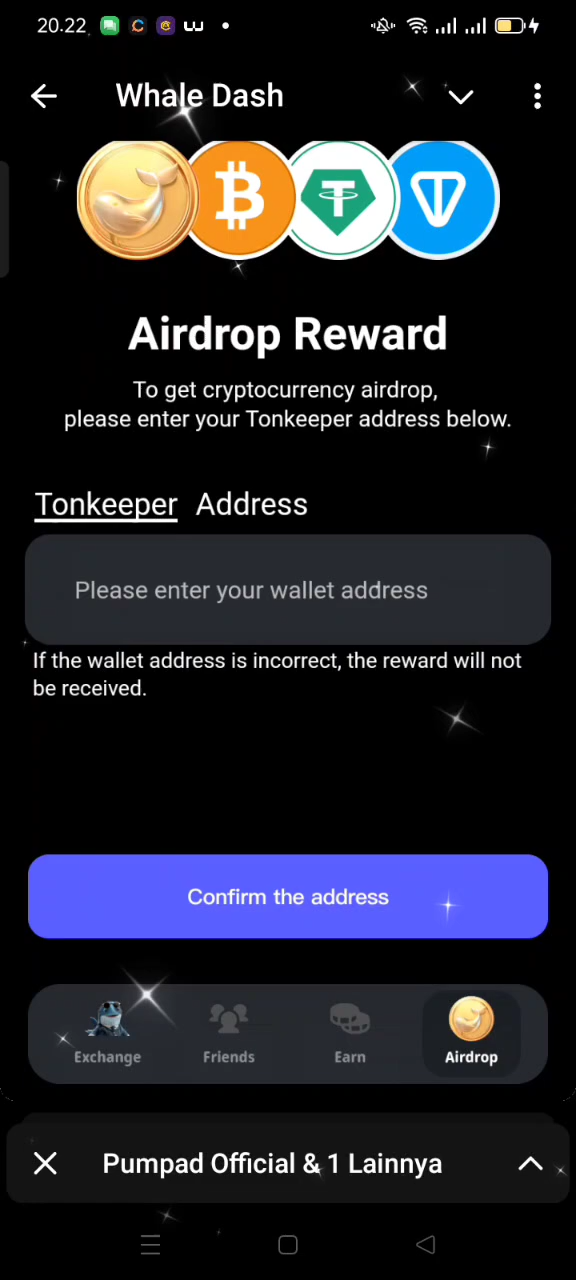 20.22
Whale Dash
Airdrop Reward
To get cryptocurrency airdrop,
please enter your Tonkeeper address below.
Tonkeeper Address
Please enter your wallet address
If the wallet address is incorrect, the reward will not
be received.
Confirm the address
Exchange Friends Earn Airdrop
Pumpad Official & 1 Lainnya